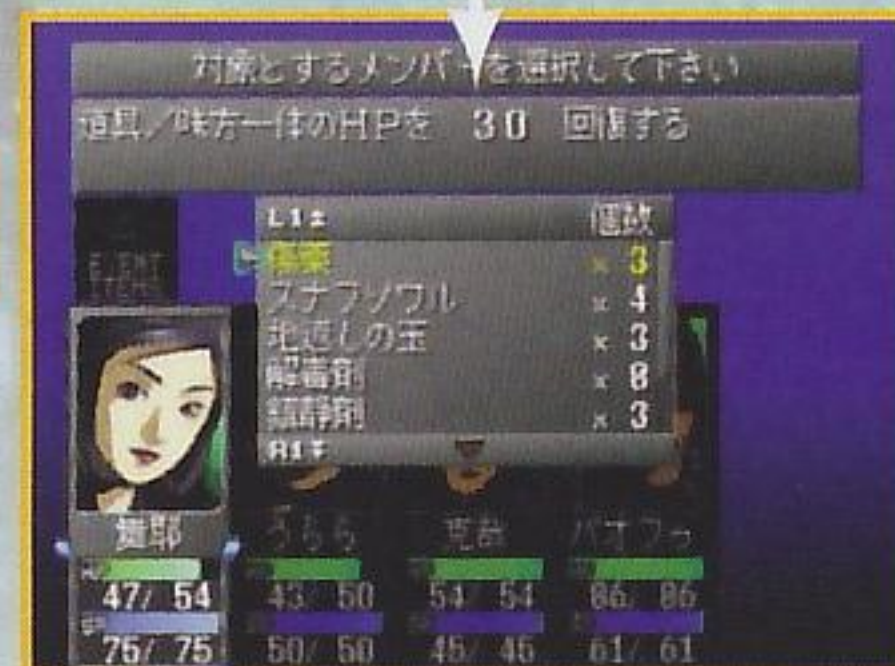 対象とするメンバーを選択して下さい
道具／味方一体のHPを 30 回復する
L1± 個数
傷薬 × 3
スナフソウル × 4
地返しの玉 × 3
解毒剤 × 8
鎮静剤 × 3
R1∓
EVENT
ITEMS
舞耶 うらら 克哉 パオフゥ
47/ 54 43/ 50 54/ 54 86/ 86
75/ 75 50/ 50 45/ 45 61/ 61